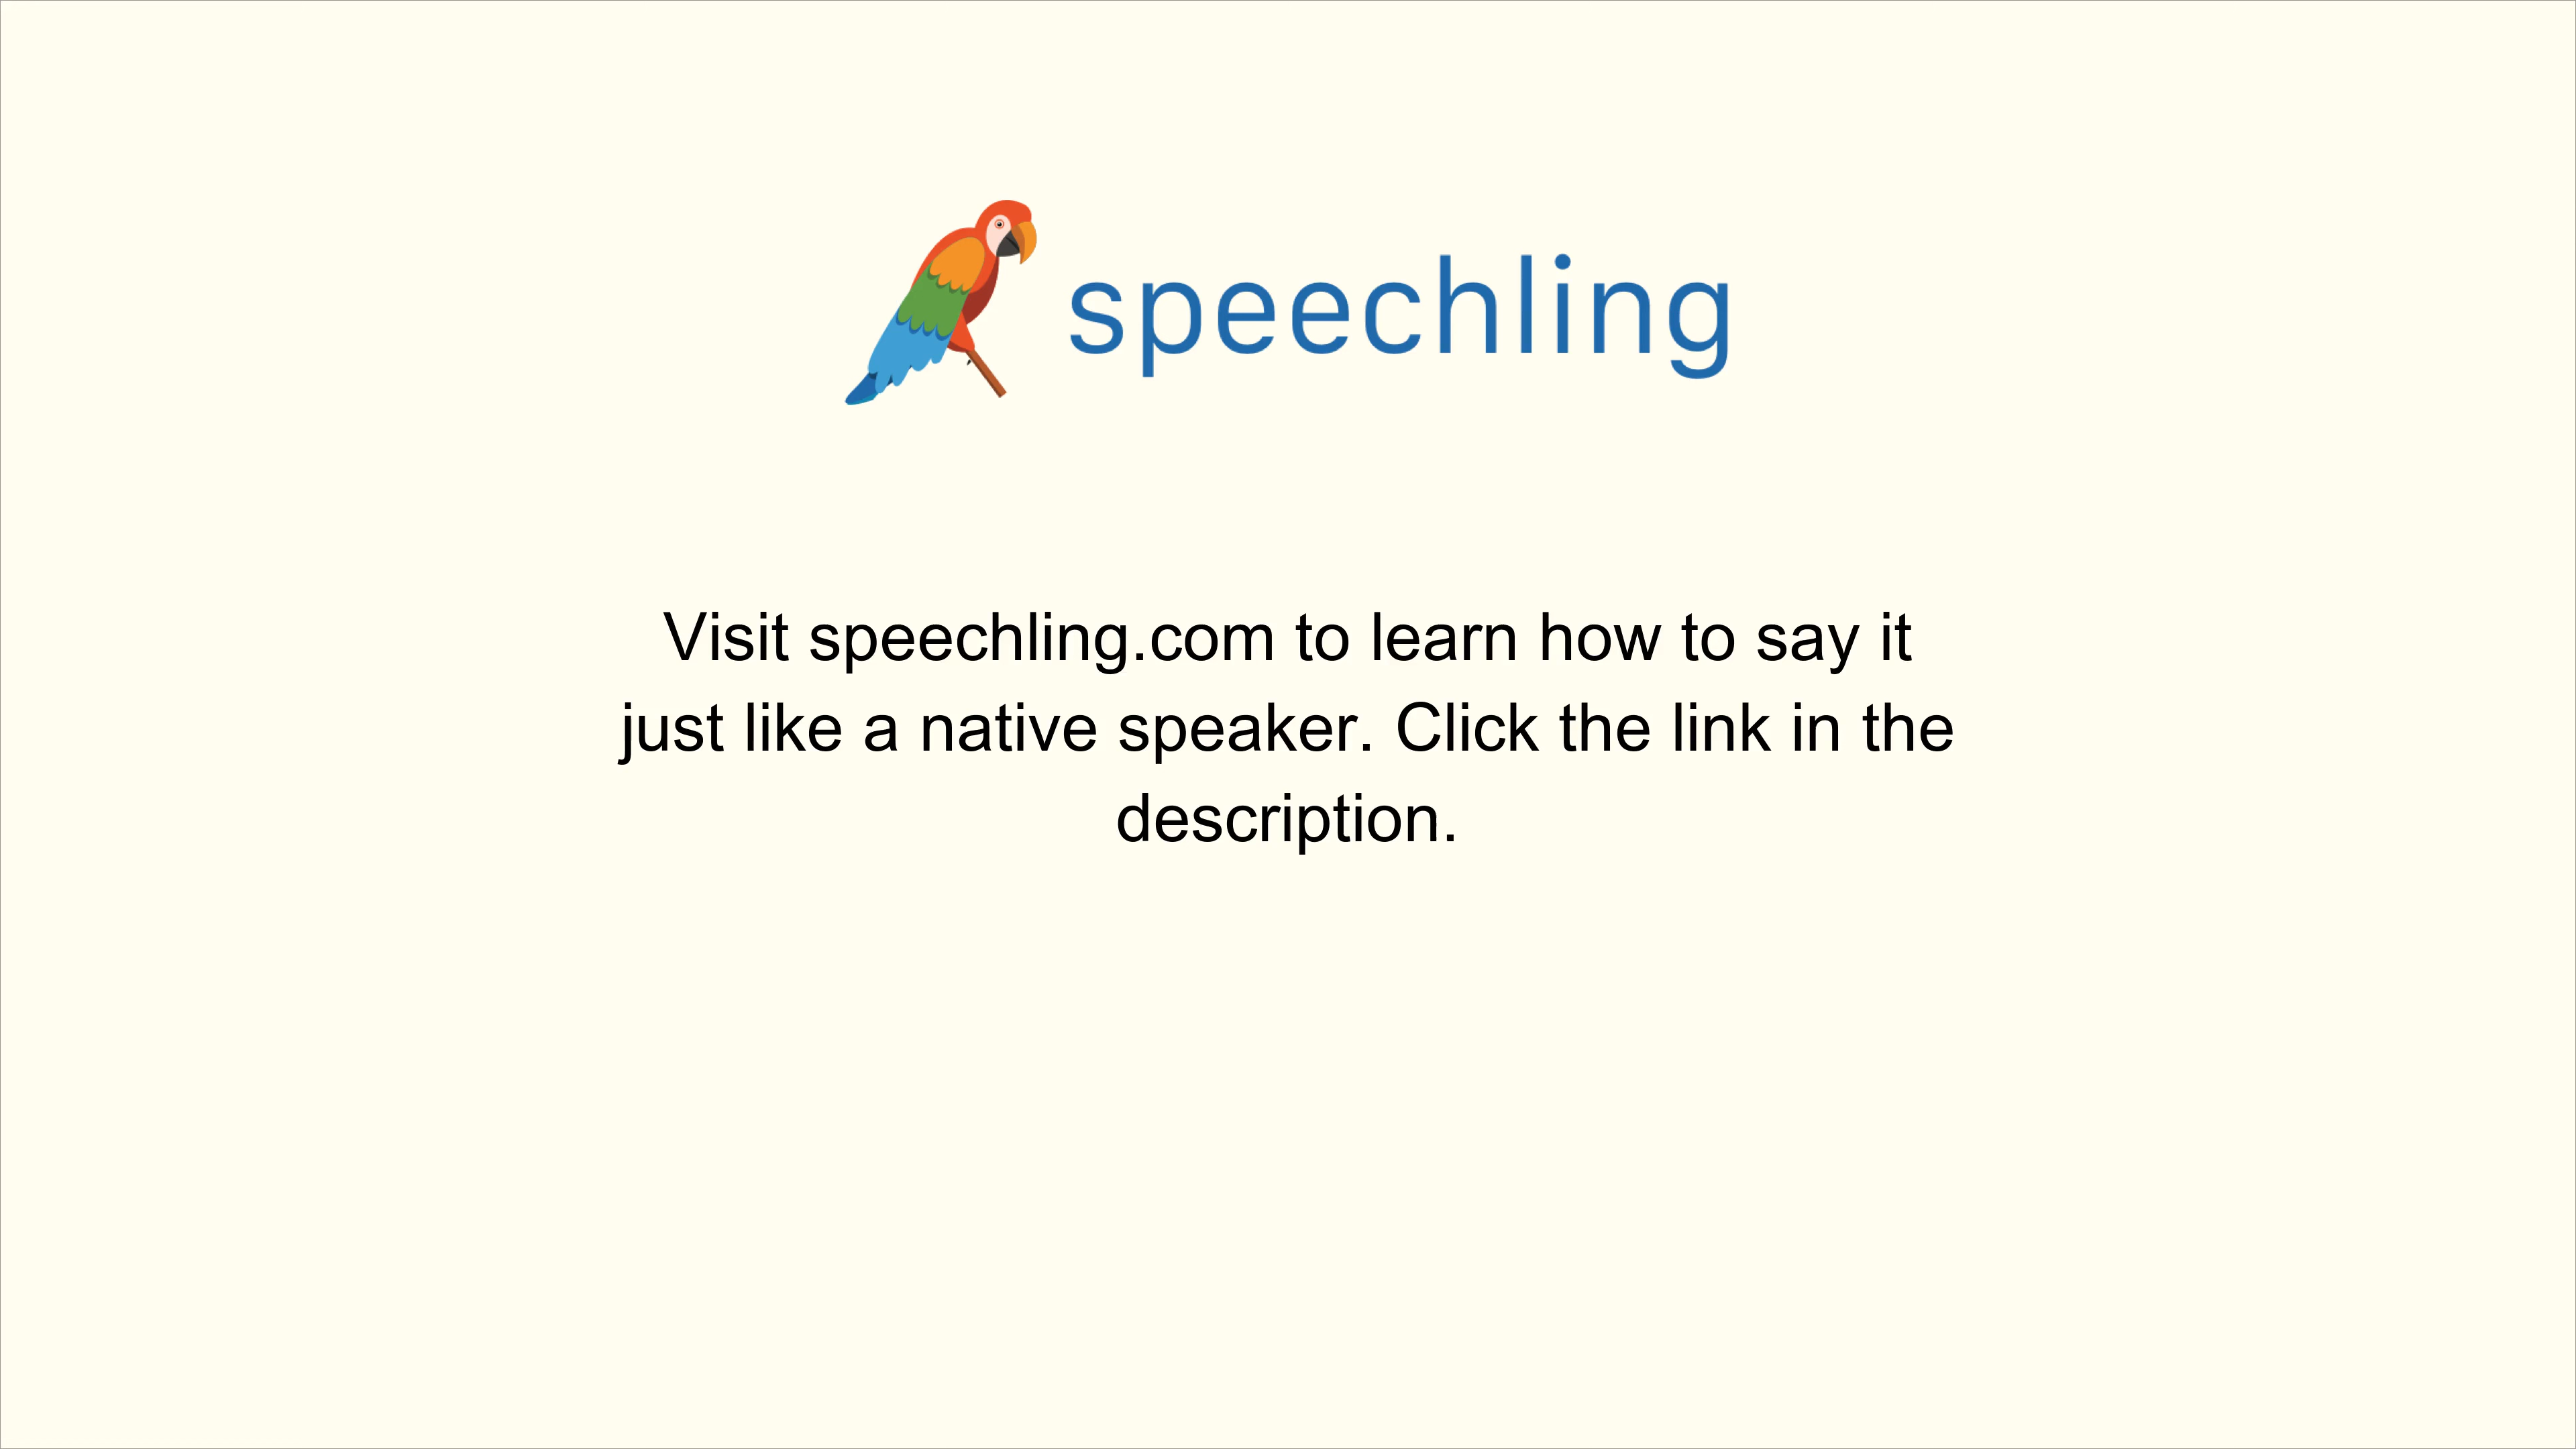 speechling
Visit speechling.com to learn how to say it
just like a native speaker. Click the link in the
description.